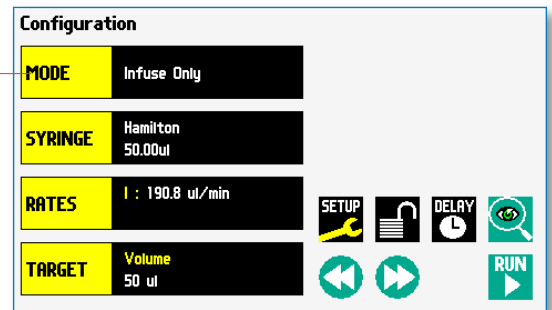 Configuration
MODE
Infuse Only
SYRINGE
Hamilton
50.00ul
RATES
I : 190.8 ul/min
TARGET
Volume
50 ul
SETUP
DELAY
RUN